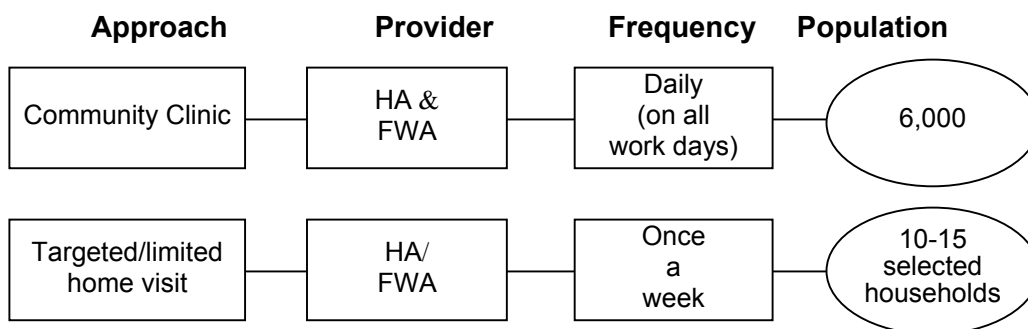 Approach Provider Frequency Population
Community Clinic
HA &
FWA
Daily
(on all
work days)
6,000
Targeted/limited
home visit
HA/
FWA
Once
a
week
10-15
selected
households